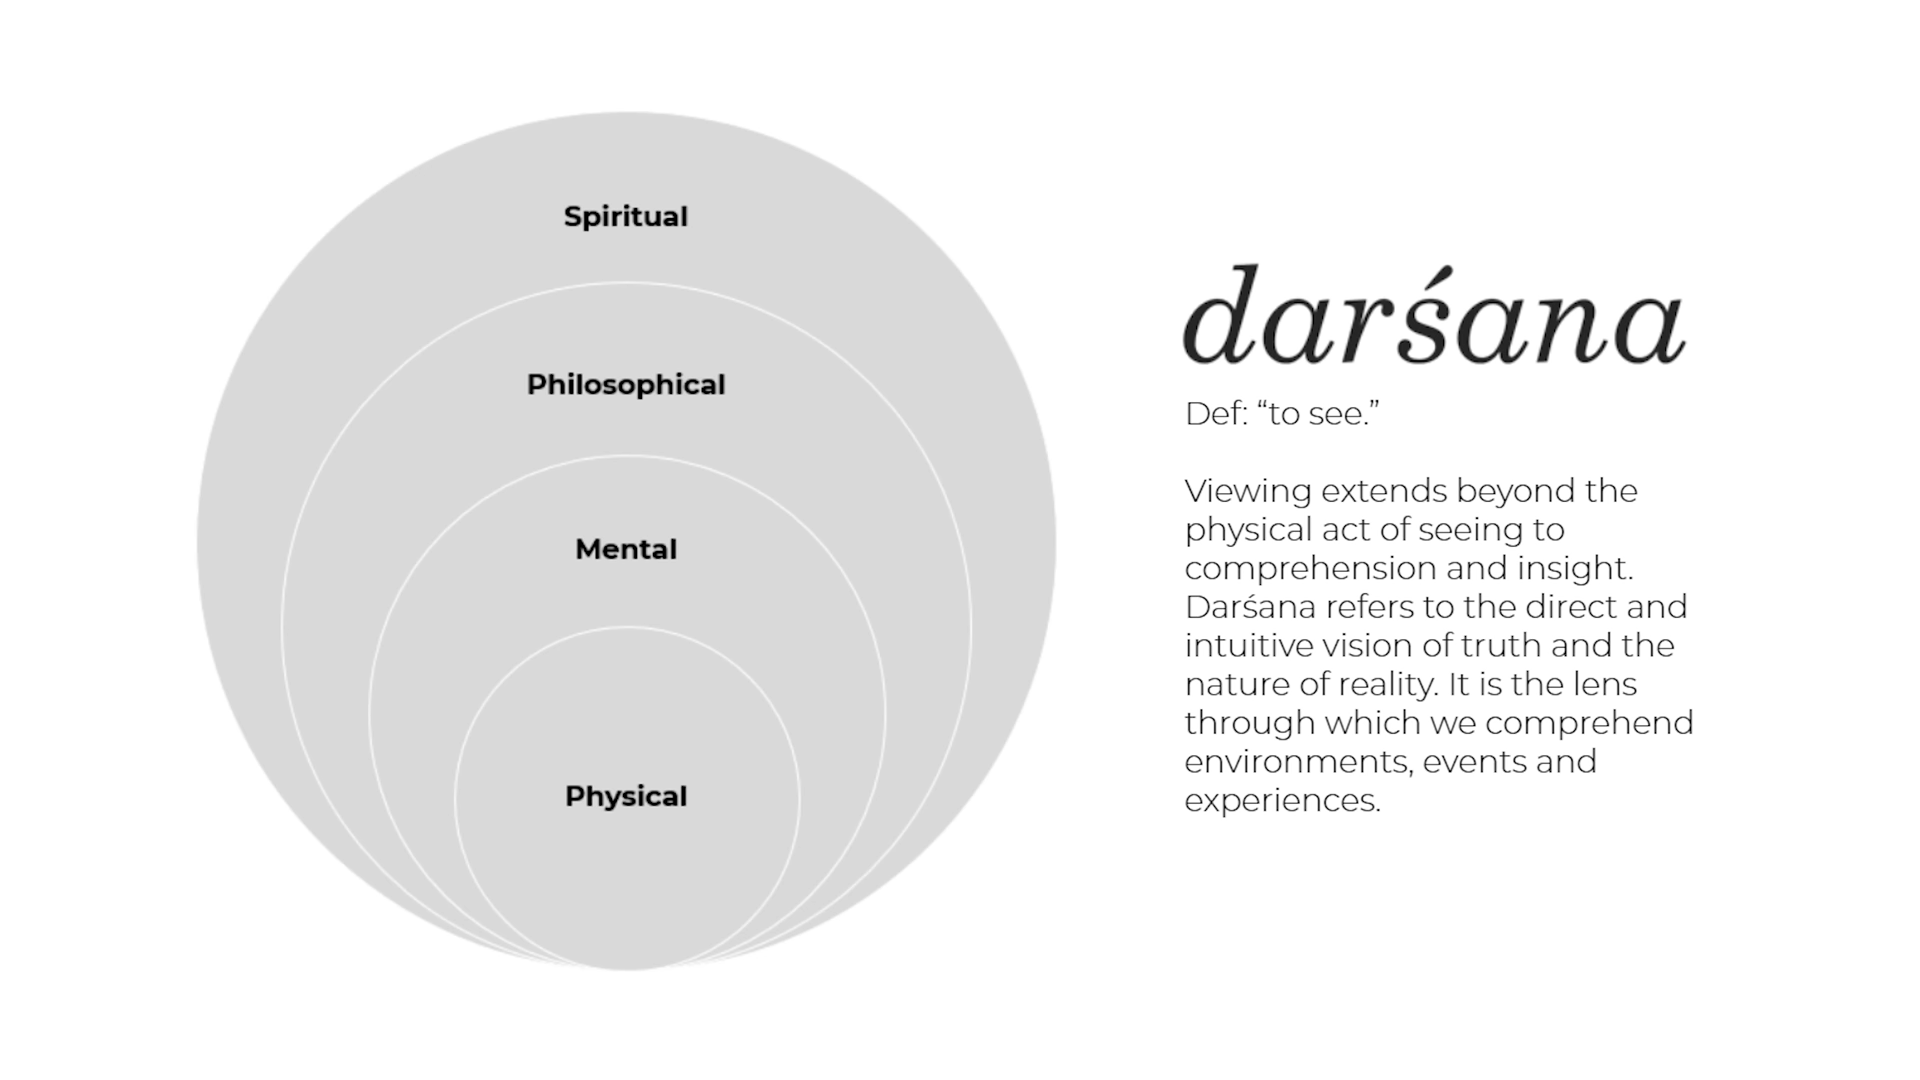 Spiritual
Philosophical
Mental
Physical
darśana
Def: “to see.”
Viewing extends beyond the
physical act of seeing to
comprehension and insight.
Darśana refers to the direct and
intuitive vision of truth and the
nature of reality. It is the lens
through which we comprehend
environments, events and
experiences.